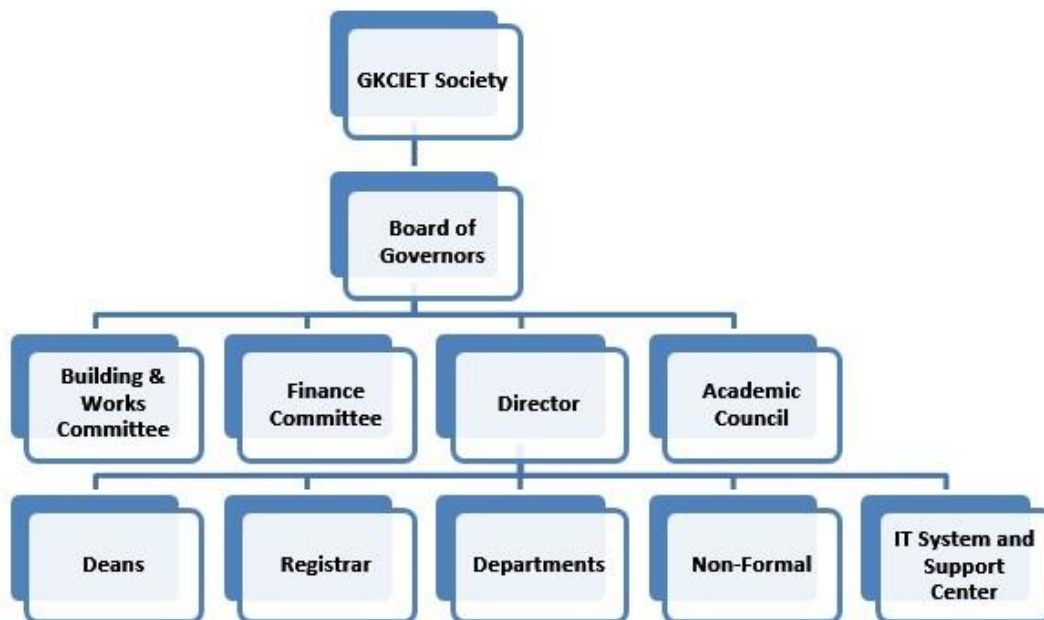 GKCIET Society
Board of
Governors
Building &
Works
Committee
Finance
Committee
Director
Academic
Council
Deans
Registrar
Departments
Non-Formal
IT System and
Support
Center